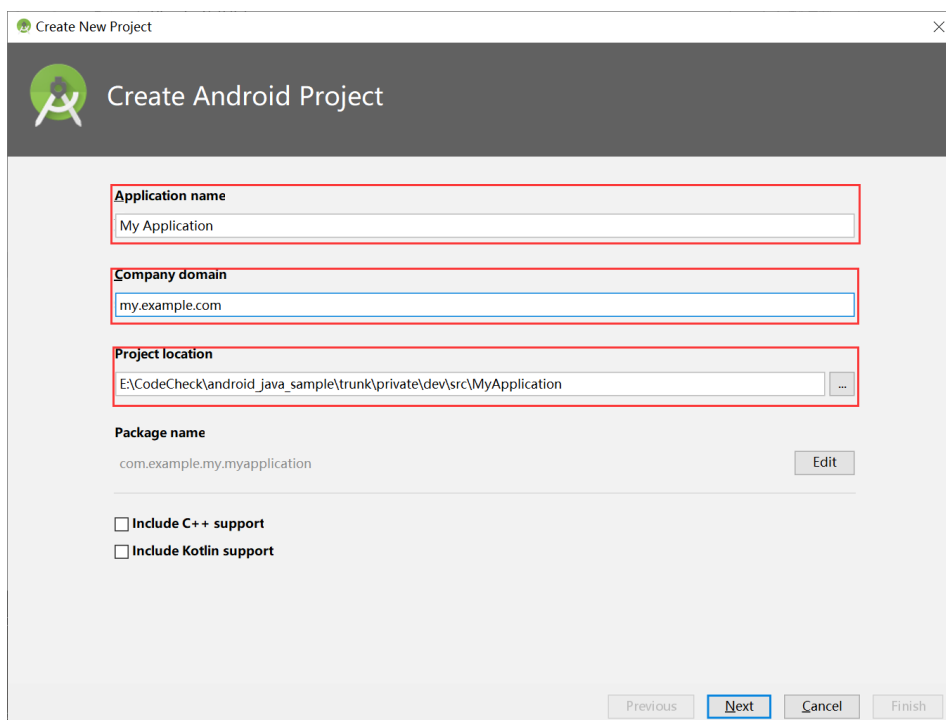 Create New Project
Create Android Project
Application name
My Application
Company domain
my.example.com
Project location
E:\CodeCheck\android_java_sample\trunk\private\dev\src\MyApplication
...
Package name
com.example.my.myapplication
Edit
Include C++ support
Include Kotlin support
Previous
Next
Cancel
Finish